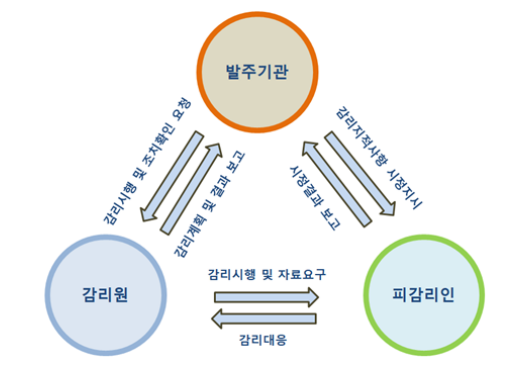 발주기관
감리시행 및 조치확인 요청
감리계획 및 결과 보고
감리지적사항 시정지시
시정결과 보고
감리원
감리시행 및 자료요구
감리대응
피감리인